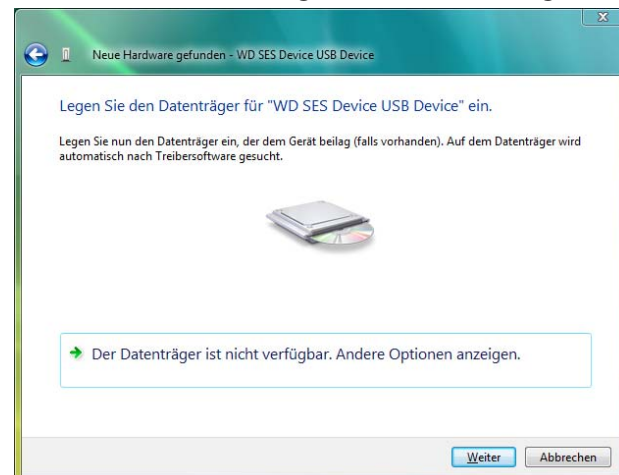 Neue Hardware gefunden - WD SES Device USB Device
Legen Sie den Datenträger für "WD SES Device USB Device" ein.
Legen Sie nun den Datenträger ein, der dem Gerät beilag (falls vorhanden). Auf dem Datenträger wird
automatisch nach Treibersoftware gesucht.
Der Datenträger ist nicht verfügbar. Andere Optionen anzeigen.
Weiter
Abbrechen